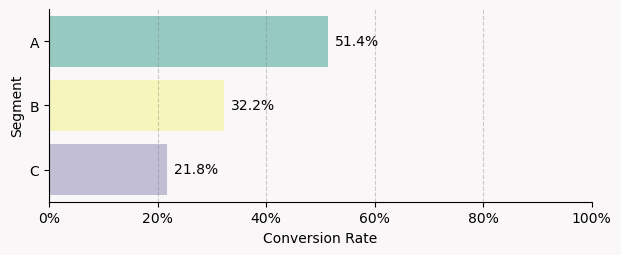 Segment
A
51.4%
B
32.2%
C
21.8%
0%
20%
40%
60%
80%
100%
Conversion Rate